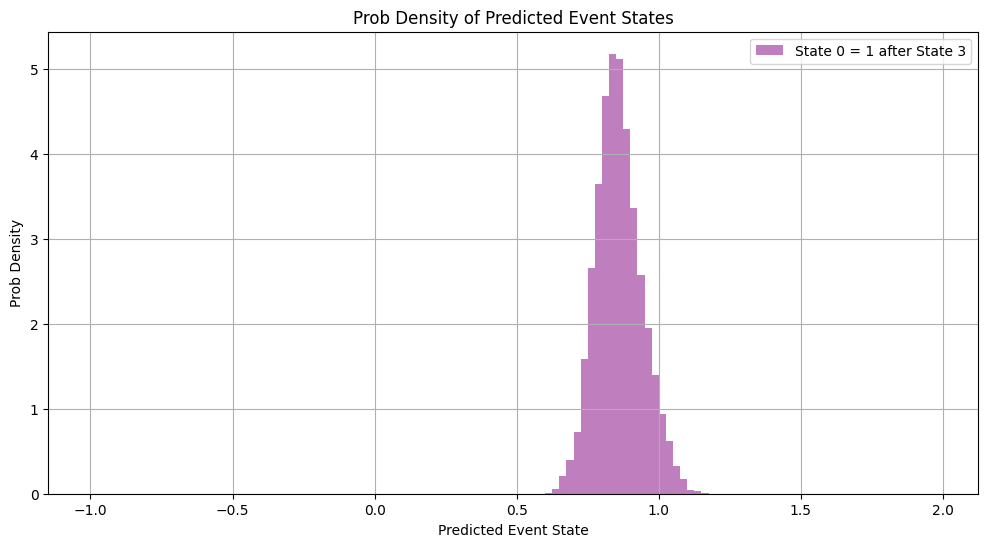 Prob Density of Predicted Event States
State 0 = 1 after State 3
Prob Density
5
4
3
2
1
0
−1.0 −0.5 0.0 0.5 1.0 1.5 2.0
Predicted Event State